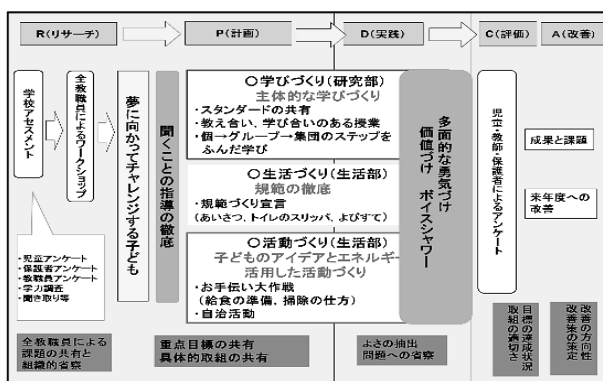 R(リサーチ)
P(計画)
D(実践)
C(評価)
A(改善)
学校アセスメント
全教職員によるワークショップ
夢に向かってチャレンジする子ども
聞くことの指導の徹底
〇学びづくり(研究部)
主体的な学びづくり
・スタンダードの共有
・教え合い、学び合いのある授業
・個→グループ→集団のステップを
ふんだ学び
〇生活づくり(生活部)
規範の徹底
・規範づくり宣言
(あいさつ、トイレのスリッパ、よびすて)
〇活動づくり(生活部)
子どものアイデアとエネルギー
活用した活動づくり
・お手伝い大作戦
(給食の準備、掃除の仕方)
・自治活動
多面的な勇気づけ
価値づけ ボイスシャワー
児童・教師・保護者によるアンケート
成果と課題
来年度への
改善
・児童アンケート
・保護者アンケート
・教職員アンケート
・学力調査
・聞き取り等
全教職員による
課題の共有と
組織的省察
重点目標の共有
具体的取組の共有
よさの抽出
問題への省察
目標の達成状況
取組の適切さ
改善の方向性
改善策の策定